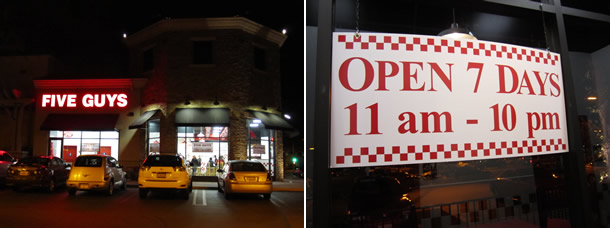 FIVE GUYS
OPEN 7 DAYS
11 am - 10 pm